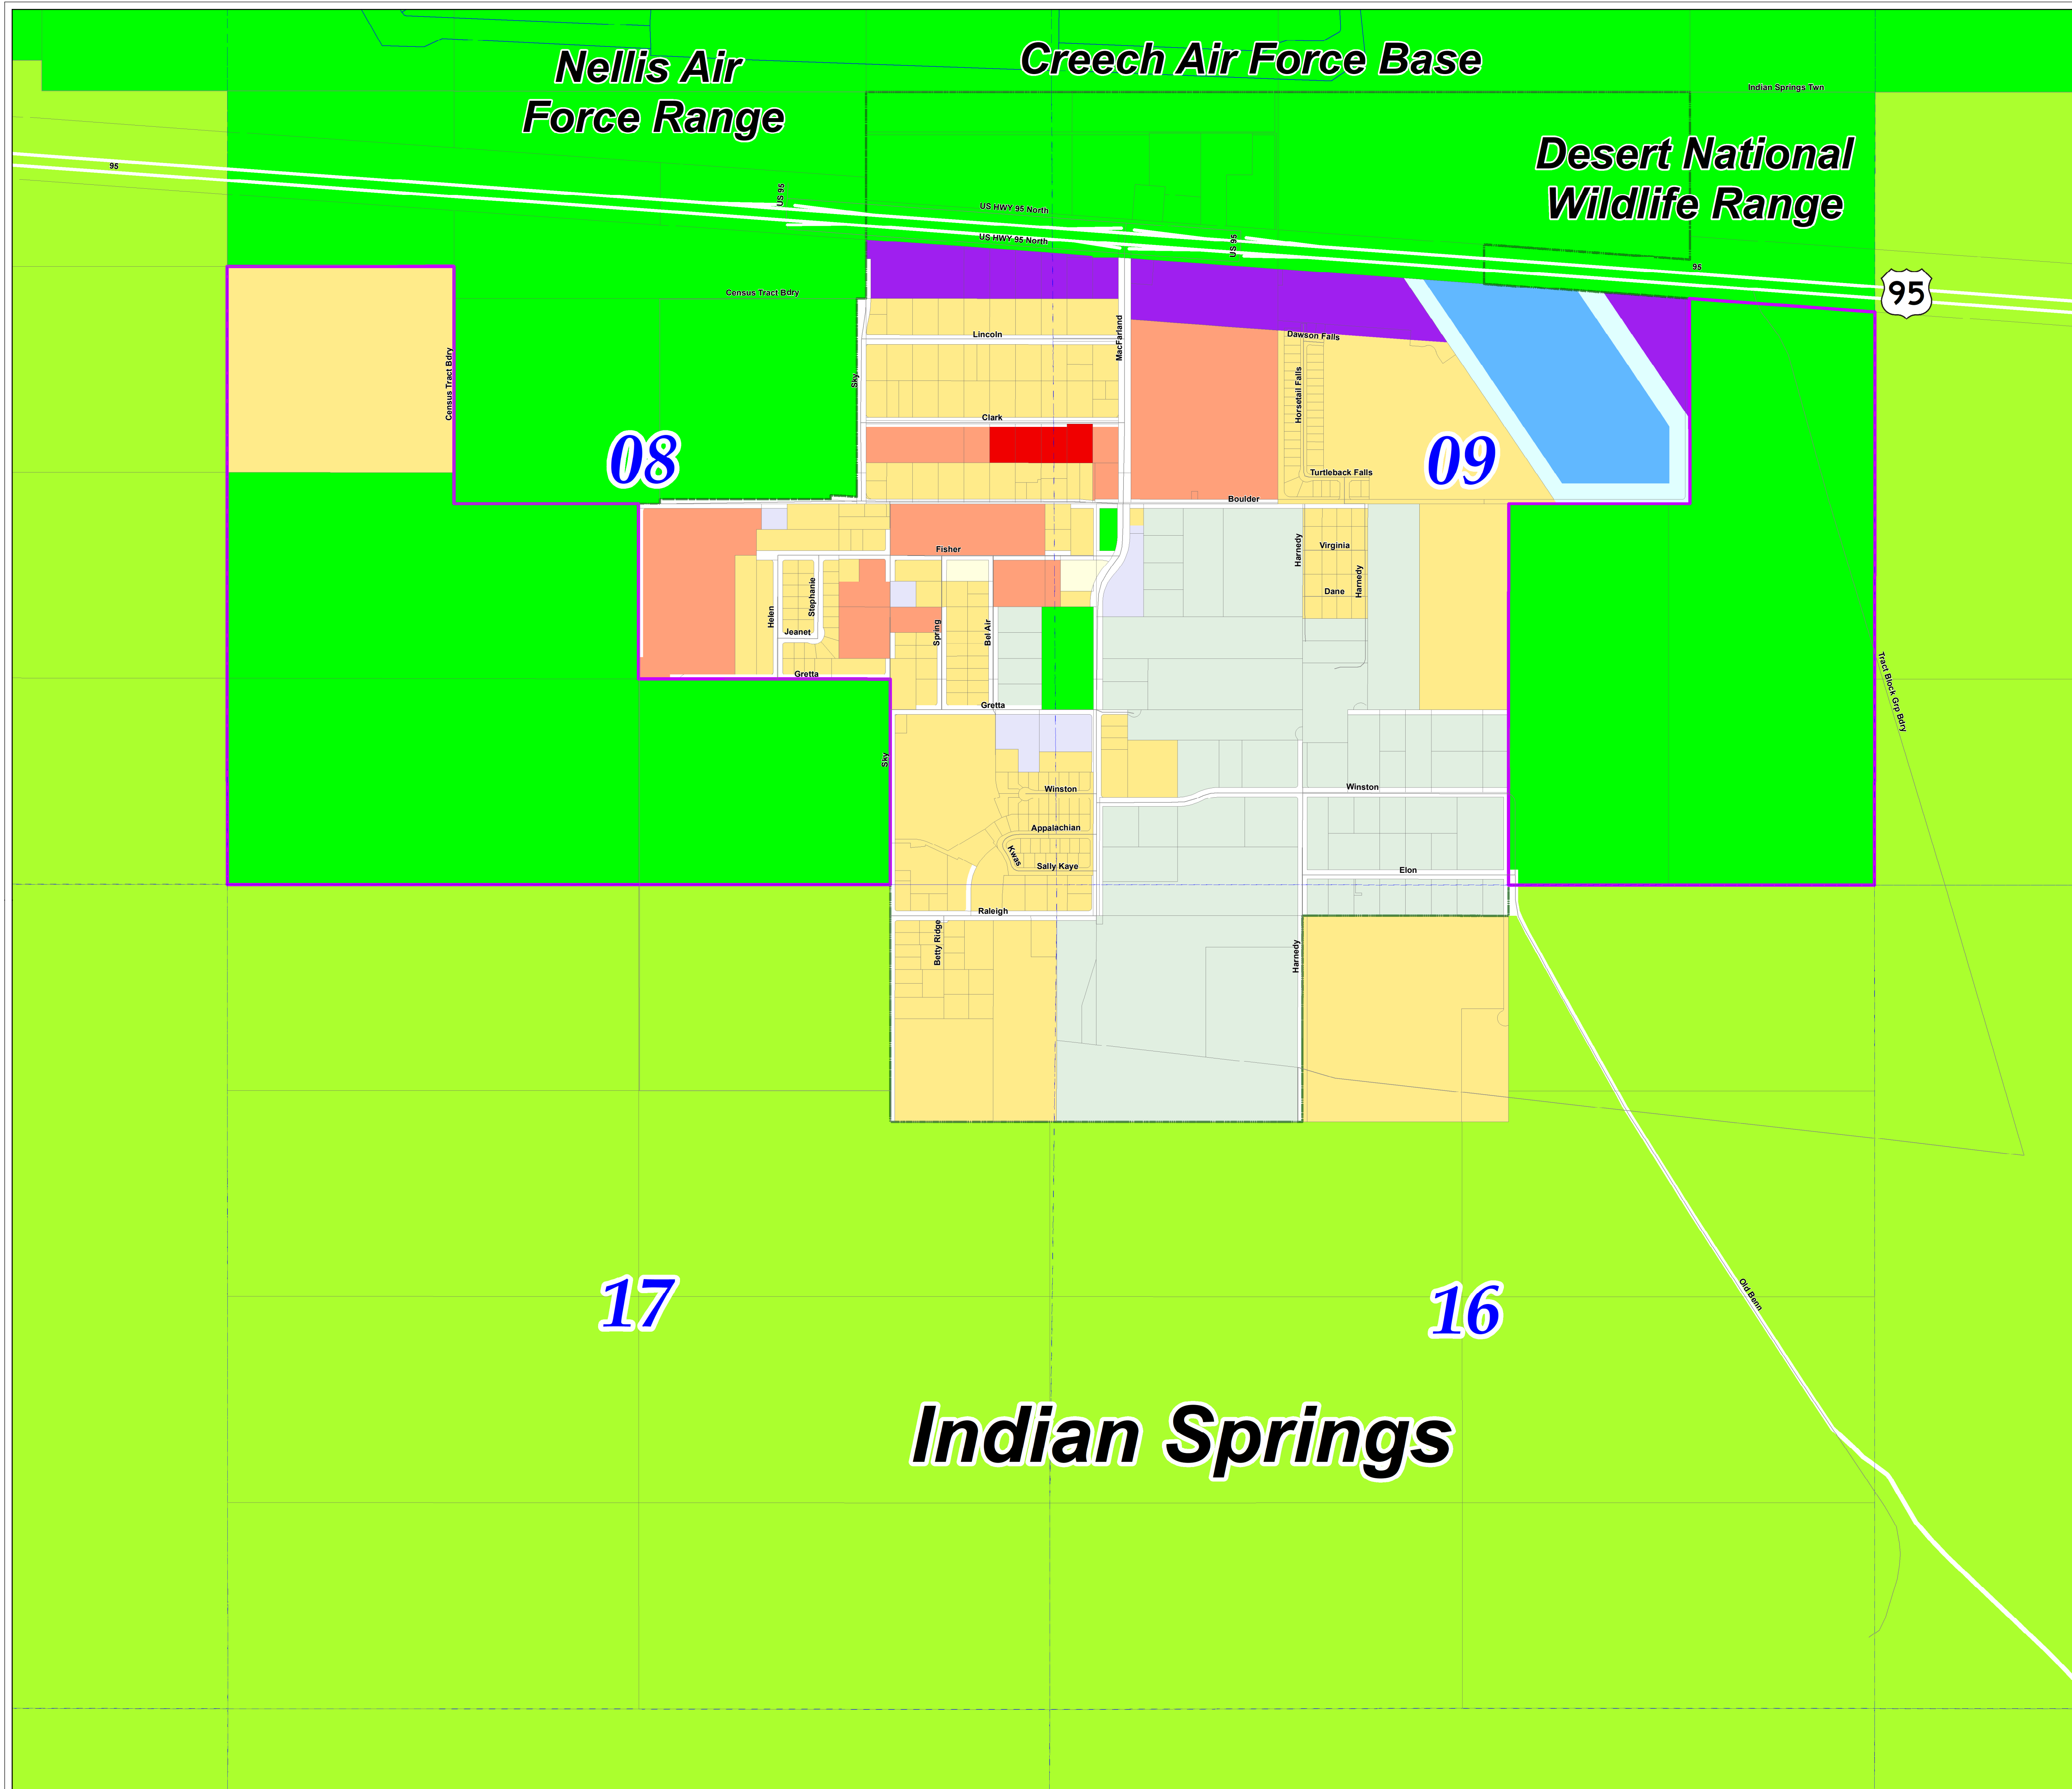 Nellis Air
Force Range
Creech Air Force Base
Indian Springs Twn
Desert National
Wildlife Range
95
US 95
US HWY 95 North
US HWY 95 North
US 95
95
95
Census Tract Bdry
Census Tract Bdry
Lincoln
MacFarland
Dawson Falls
Sky
Horsetail Falls
Clark
08
09
Turtleback Falls
Boulder
Fisher
Harnedy
Virginia
Harnedy
Dane
Helen
Stephanie
Jeanet
Spring
Bel Air
Gretta
Gretta
Tract Block Grp Bdry
Sky
Winston
Winston
Appalachian
Kwas
Sally Kaye
Elon
Raleigh
Betty Ridge
Harnedy
17
16
Old Benn
Indian Springs